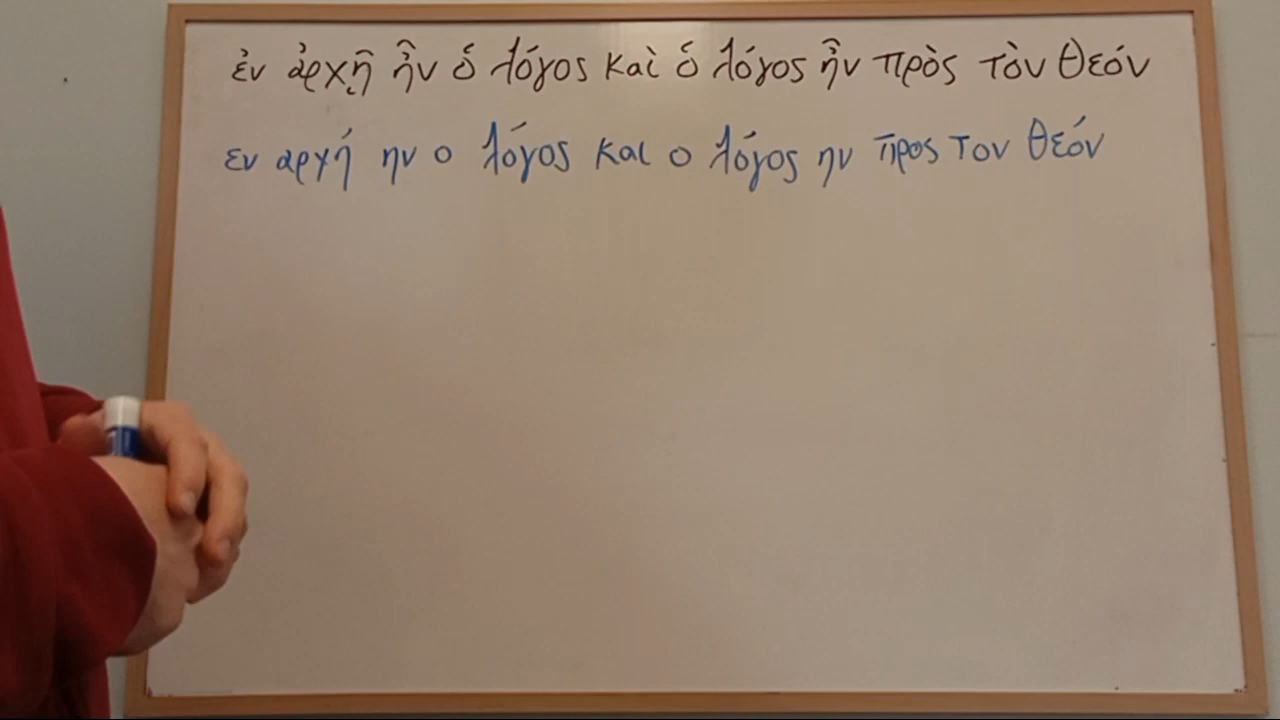 ἐν ἀρχῇ ἦν ὁ λόγος καὶ ὁ λόγος ἦν πρὸς τὸν θεόν
εν αρχή ην ο λόγος και ο λόγος ην προς τον θεόν